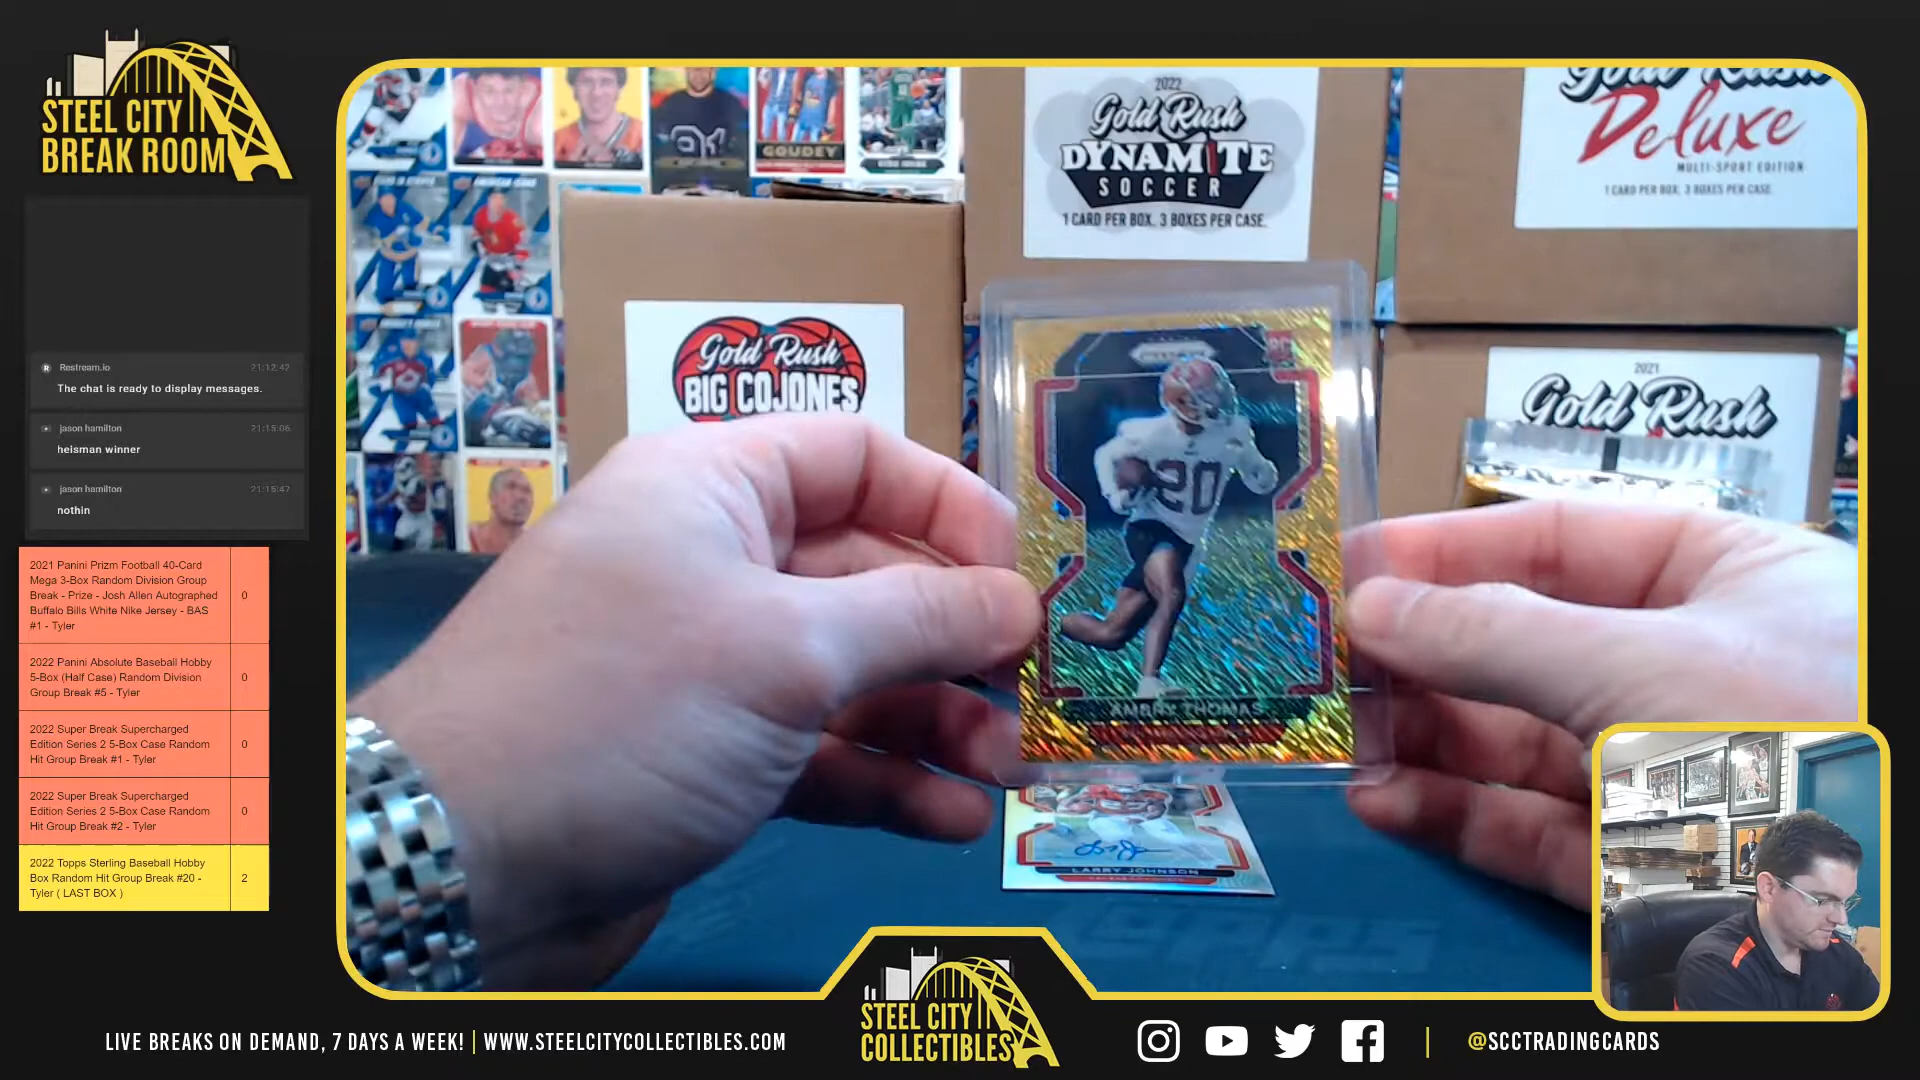 STEEL CITY
BREAK ROOM
Restream.io 21:12:42
The chat is ready to display messages.
jason hamilton 21:15:06
heisman winner
jason hamilton 21:15:47
nothin
2021 Panini Prizm Football 40-Card
Mega 3-Box Random Division Group
Break - Prize - Josh Allen Autographed
Buffalo Bills White Nike Jersey - BAS
#1 - Tyler
0
2022 Panini Absolute Baseball Hobby
5-Box (Half Case) Random Division
Group Break #5 - Tyler
0
2022 Super Break Supercharged
Edition Series 2 5-Box Case Random
Hit Group Break #1 - Tyler
0
2022 Super Break Supercharged
Edition Series 2 5-Box Case Random
Hit Group Break #2 - Tyler
0
2022 Topps Sterling Baseball Hobby
Box Random Hit Group Break #20 -
Tyler ( LAST BOX )
2
GOUDEY
2022
Gold Rush
DYNAMITE
SOCCER
1 CARD PER BOX. 3 BOXES PER CASE.
Gold Rush
Deluxe
MULTI-SPORT EDITION
1 CARD PER BOX. 3 BOXES PER CASE.
Gold Rush
BIG COJONES
2021
Gold Rush
PRIZM
RC
20
AMBRY THOMAS
LARRY JOHNSON
TOPPS
LIVE BREAKS ON DEMAND, 7 DAYS A WEEK! | WWW.STEELCITYCOLLECTIBLES.COM
STEEL CITY
COLLECTIBLES
@SCCTRADINGCARDS